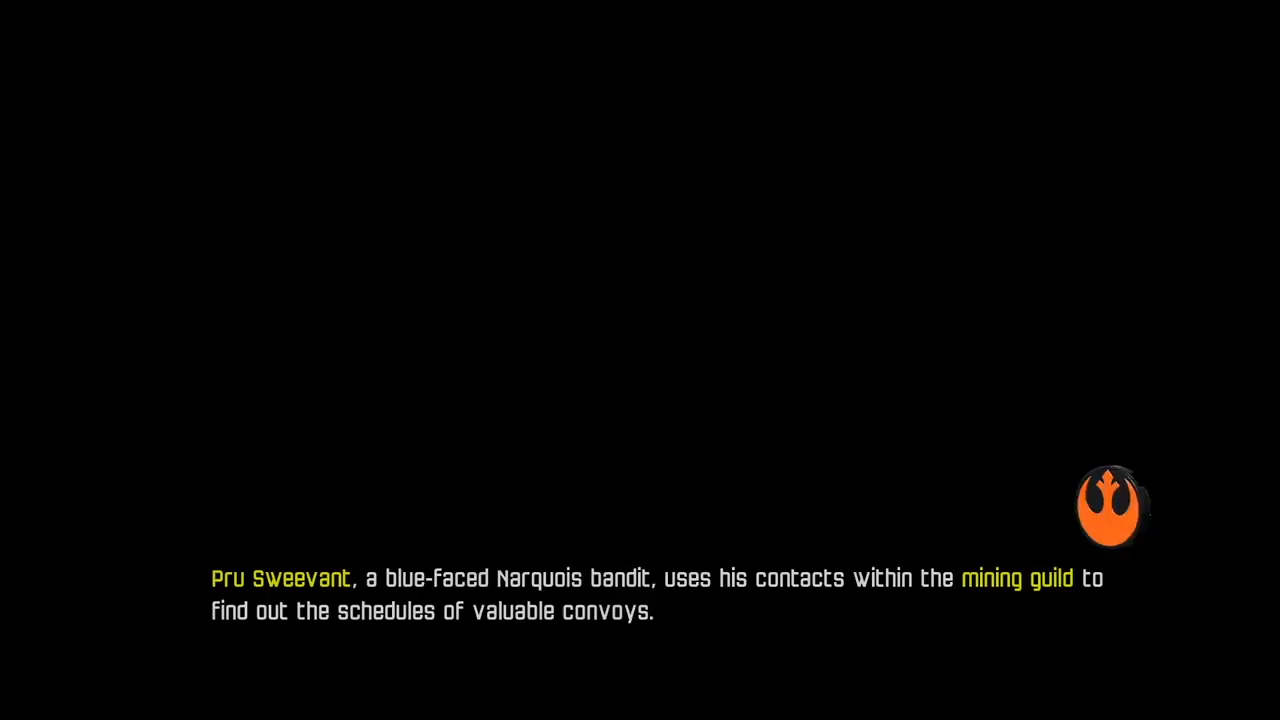 Pru Sweevant, a blue-faced Narquois bandit, uses his contacts within the mining guild to
find out the schedules of valuable convoys.